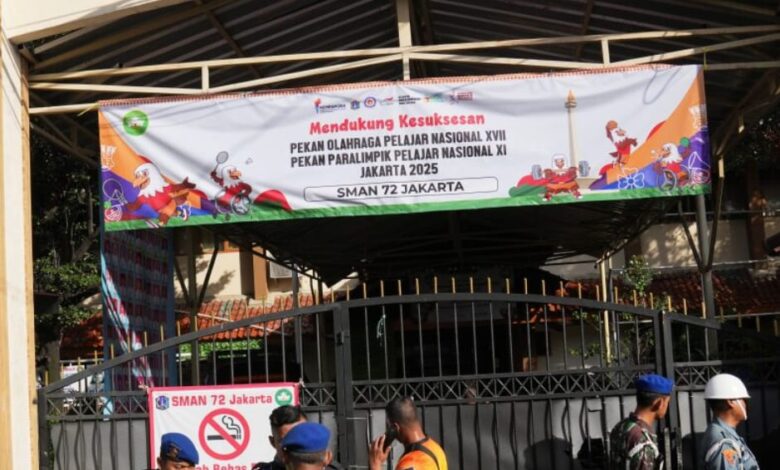 Mendukung Kesuksesan
PEKAN OLAHRAGA PELAJAR NASIONAL XVII
PEKAN PARALIMPIK PELAJAR NASIONAL XI
JAKARTA 2025
SMAN 72 JAKARTA
SMAN 72 Jakarta
Bebas